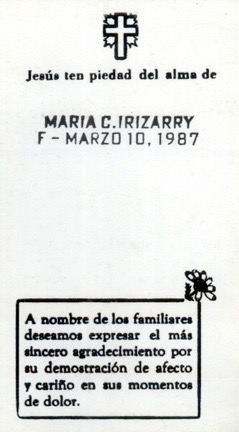 Jesús ten piedad del alma de
MARIA C. IRIZARRY
F - MARZO 10, 1987
A nombre de los familiares
deseamos expresar el más
sincero agradecimiento por
su demostración de afecto
y cariño en sus momentos
de dolor.